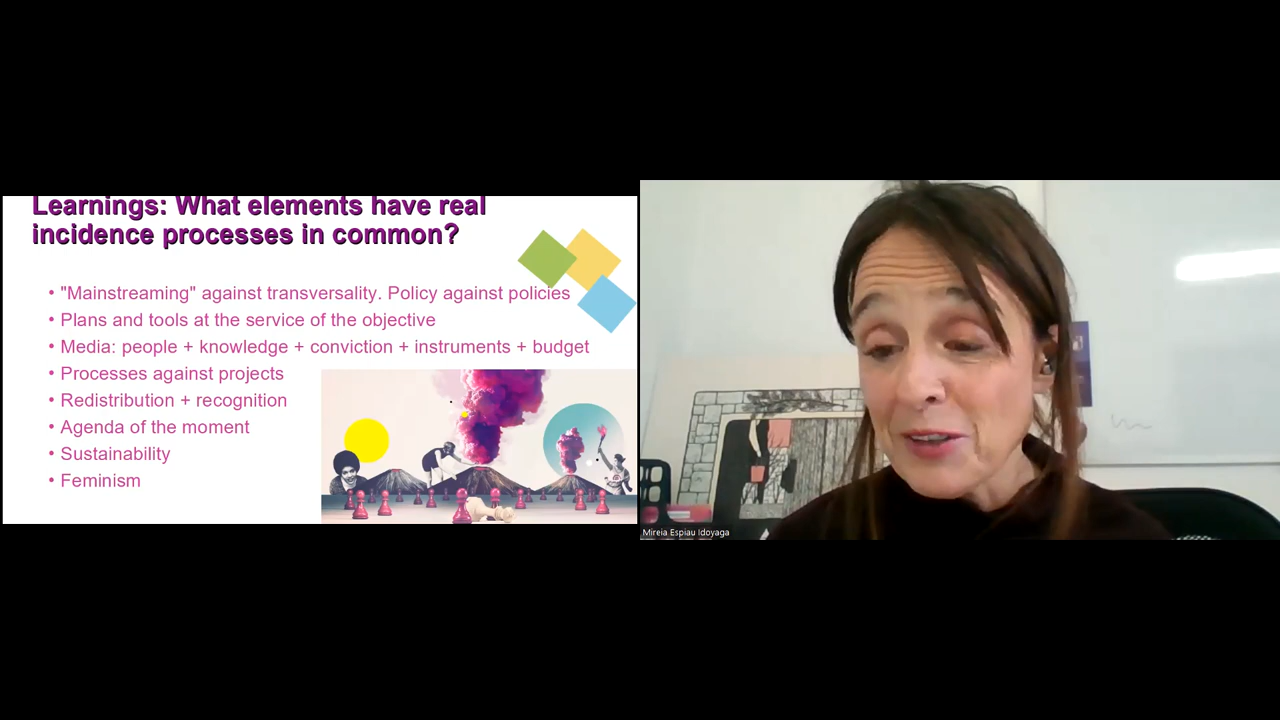 Learnings: What elements have real
incidence processes in common?
• "Mainstreaming" against transversality. Policy against policies
• Plans and tools at the service of the objective
• Media: people + knowledge + conviction + instruments + budget
• Processes against projects
• Redistribution + recognition
• Agenda of the moment
• Sustainability
• Feminism
Mireia Espiau Idoyaga